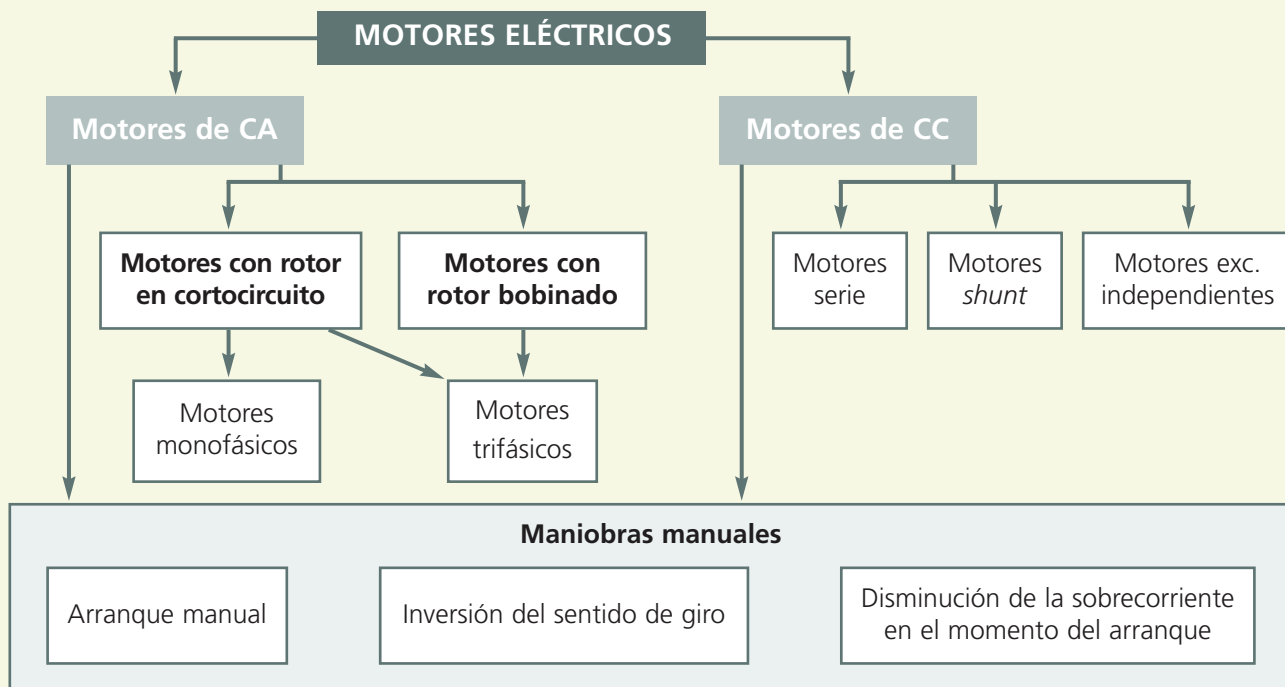 MOTORES ELÉCTRICOS
Motores de CA
Motores de CC
Motores con rotor
en cortocircuito
Motores con
rotor bobinado
Motores
serie
Motores
shunt
Motores exc.
independientes
Motores
monofásicos
Motores
trifásicos
Maniobras manuales
Arranque manual
Inversión del sentido de giro
Disminución de la sobrecorriente
en el momento del arranque